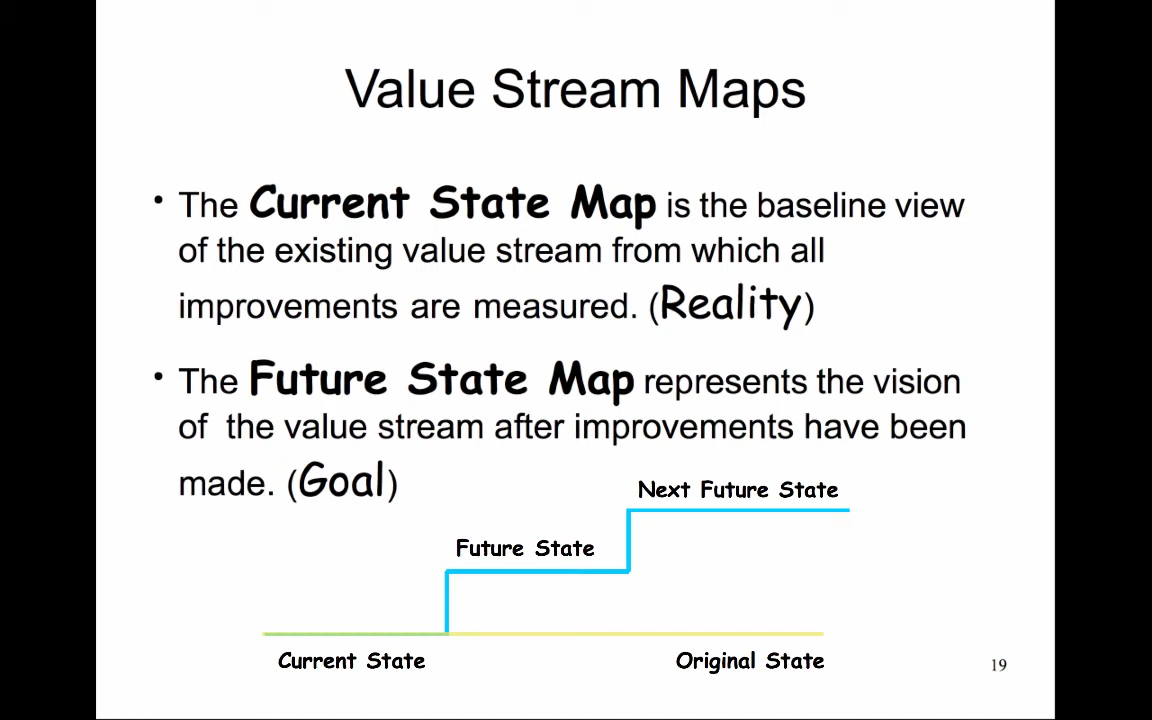 Value Stream Maps
• The Current State Map is the baseline view
of the existing value stream from which all
improvements are measured. (Reality)
• The Future State Map represents the vision
of the value stream after improvements have been
made. (Goal)
Next Future State
Future State
Current State
Original State
19